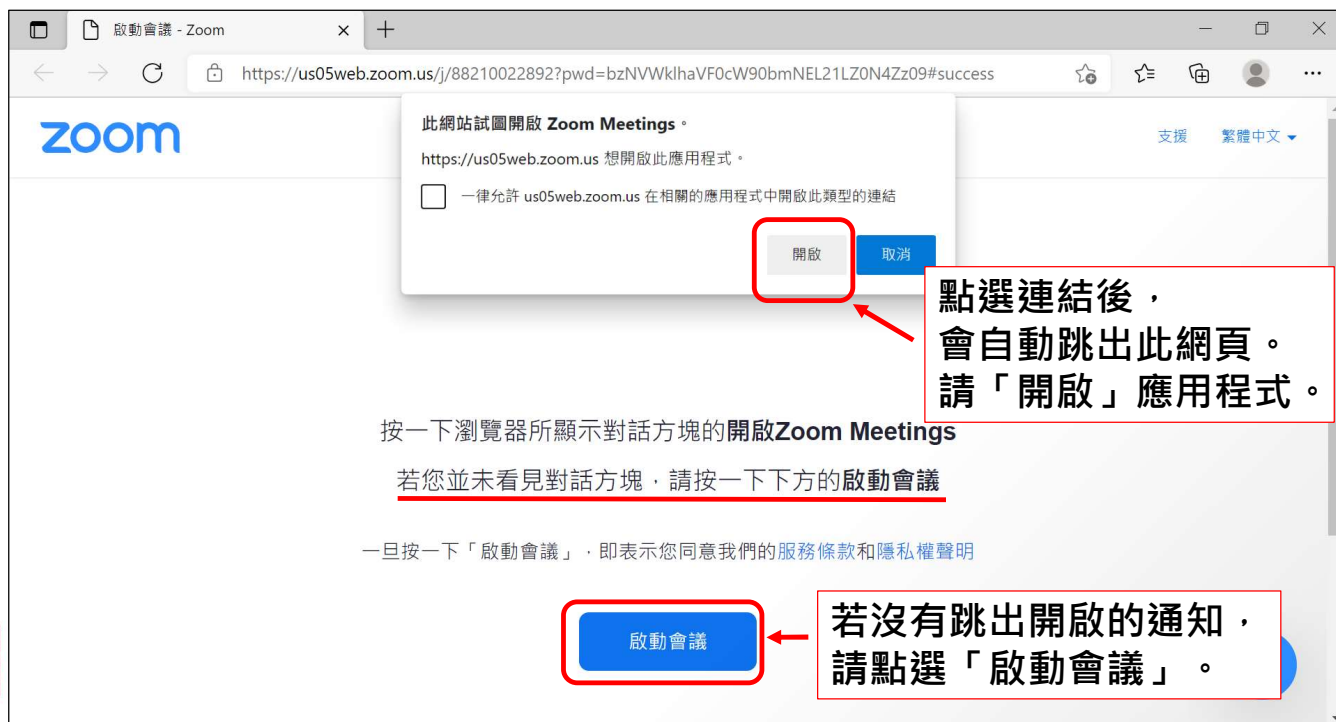 啟動會議 - Zoom
https://us05web.zoom.us/j/88210022892?pwd=bzNVWklhaVF0cW90bmNEL21LZ0N4Zz09#success
zoom
支援 繁體中文
此網站試圖開啟 Zoom Meetings。
https://us05web.zoom.us 想開啟此應用程式。
一律允許 us05web.zoom.us 在相關的應用程式中開啟此類型的連結
開啟 取消
點選連結後，
會自動跳出此網頁。
請「開啟」應用程式。
按一下瀏覽器所顯示對話方塊的開啟Zoom Meetings
若您並未看見對話方塊，請按一下下方的啟動會議
一旦按一下「啟動會議」，即表示您同意我們的服務條款和隱私權聲明
啟動會議
若沒有跳出開啟的通知，
請點選「啟動會議」。